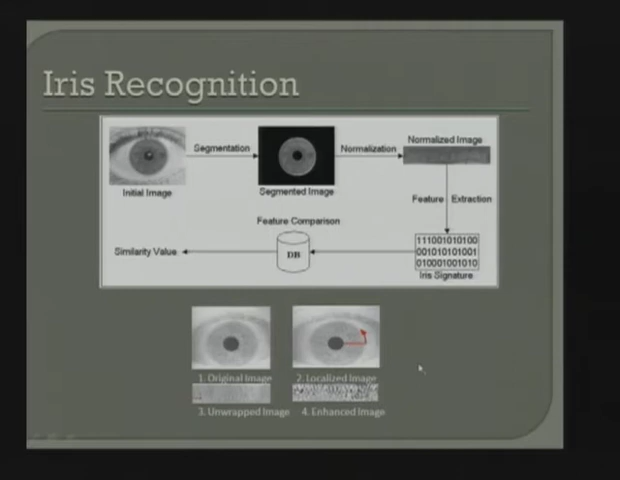 Iris Recognition
Segmentation
Normalization
Normalized Image
Initial Image
Segmented Image
Feature Extraction
Feature Comparison
Similarity Value
DB
111001010100
001010101001
010001001010
Iris Signature
1. Original Image
2. Localized Image
3. Unwrapped Image
4. Enhanced Image